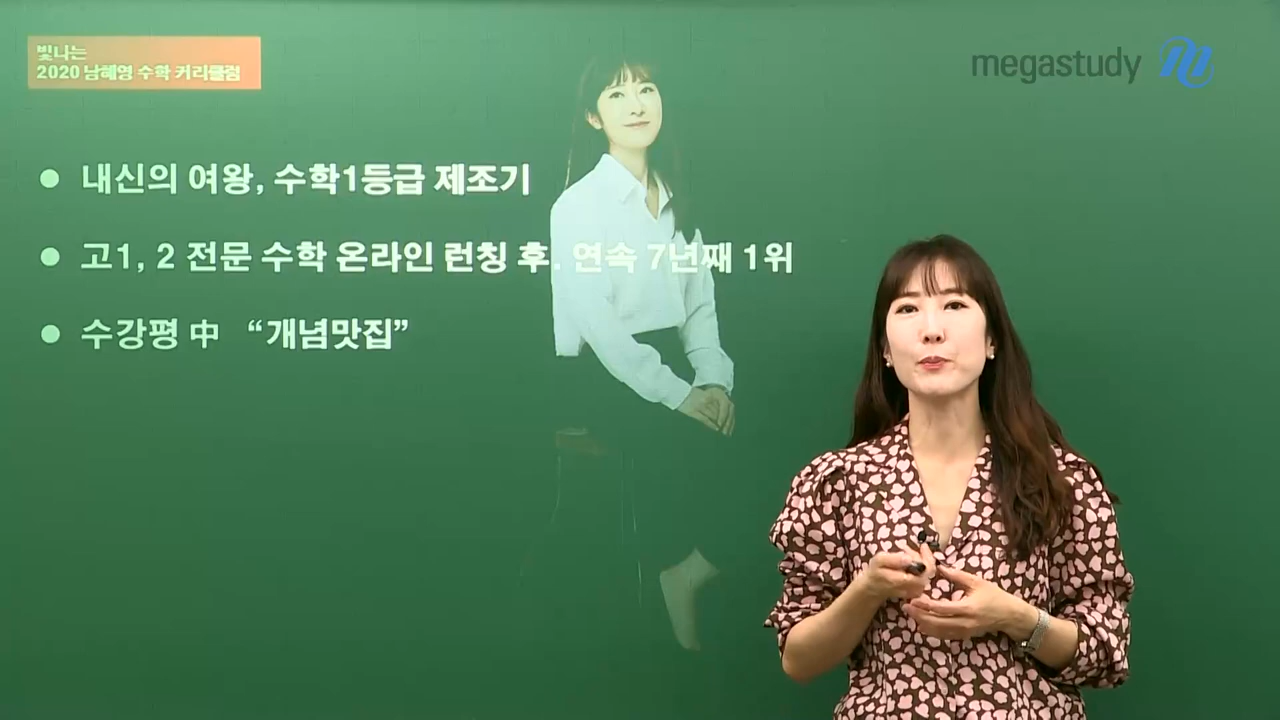 빛나는
2020 남혜영 수학 커리큘럼
megastudy
● 내신의 여왕, 수학1등급 제조기
● 고1, 2 전문 수학 온라인 런칭 후, 연속 7년째 1위
● 수강평 中 “개념맛집”